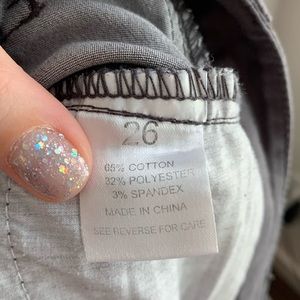 26
65% COTTON
32% POLYESTER
3% SPANDEX
MADE IN CHINA
SEE REVERSE FOR CARE